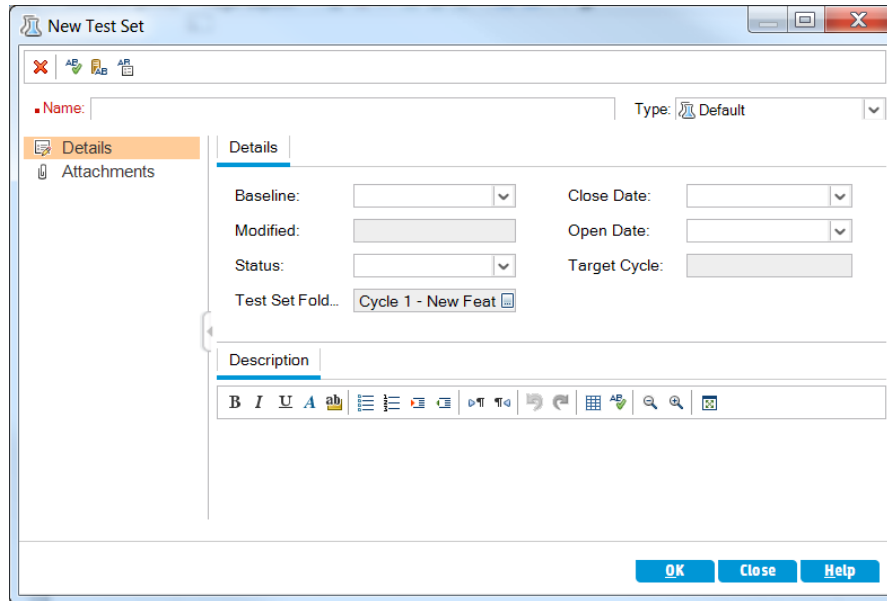 New Test Set
Name:
Type: Default
Details
Attachments
Details
Baseline:
Close Date:
Modified:
Open Date:
Status:
Target Cycle:
Test Set Fold... Cycle 1 - New Feat
Description
B I U A ab
OK Close Help